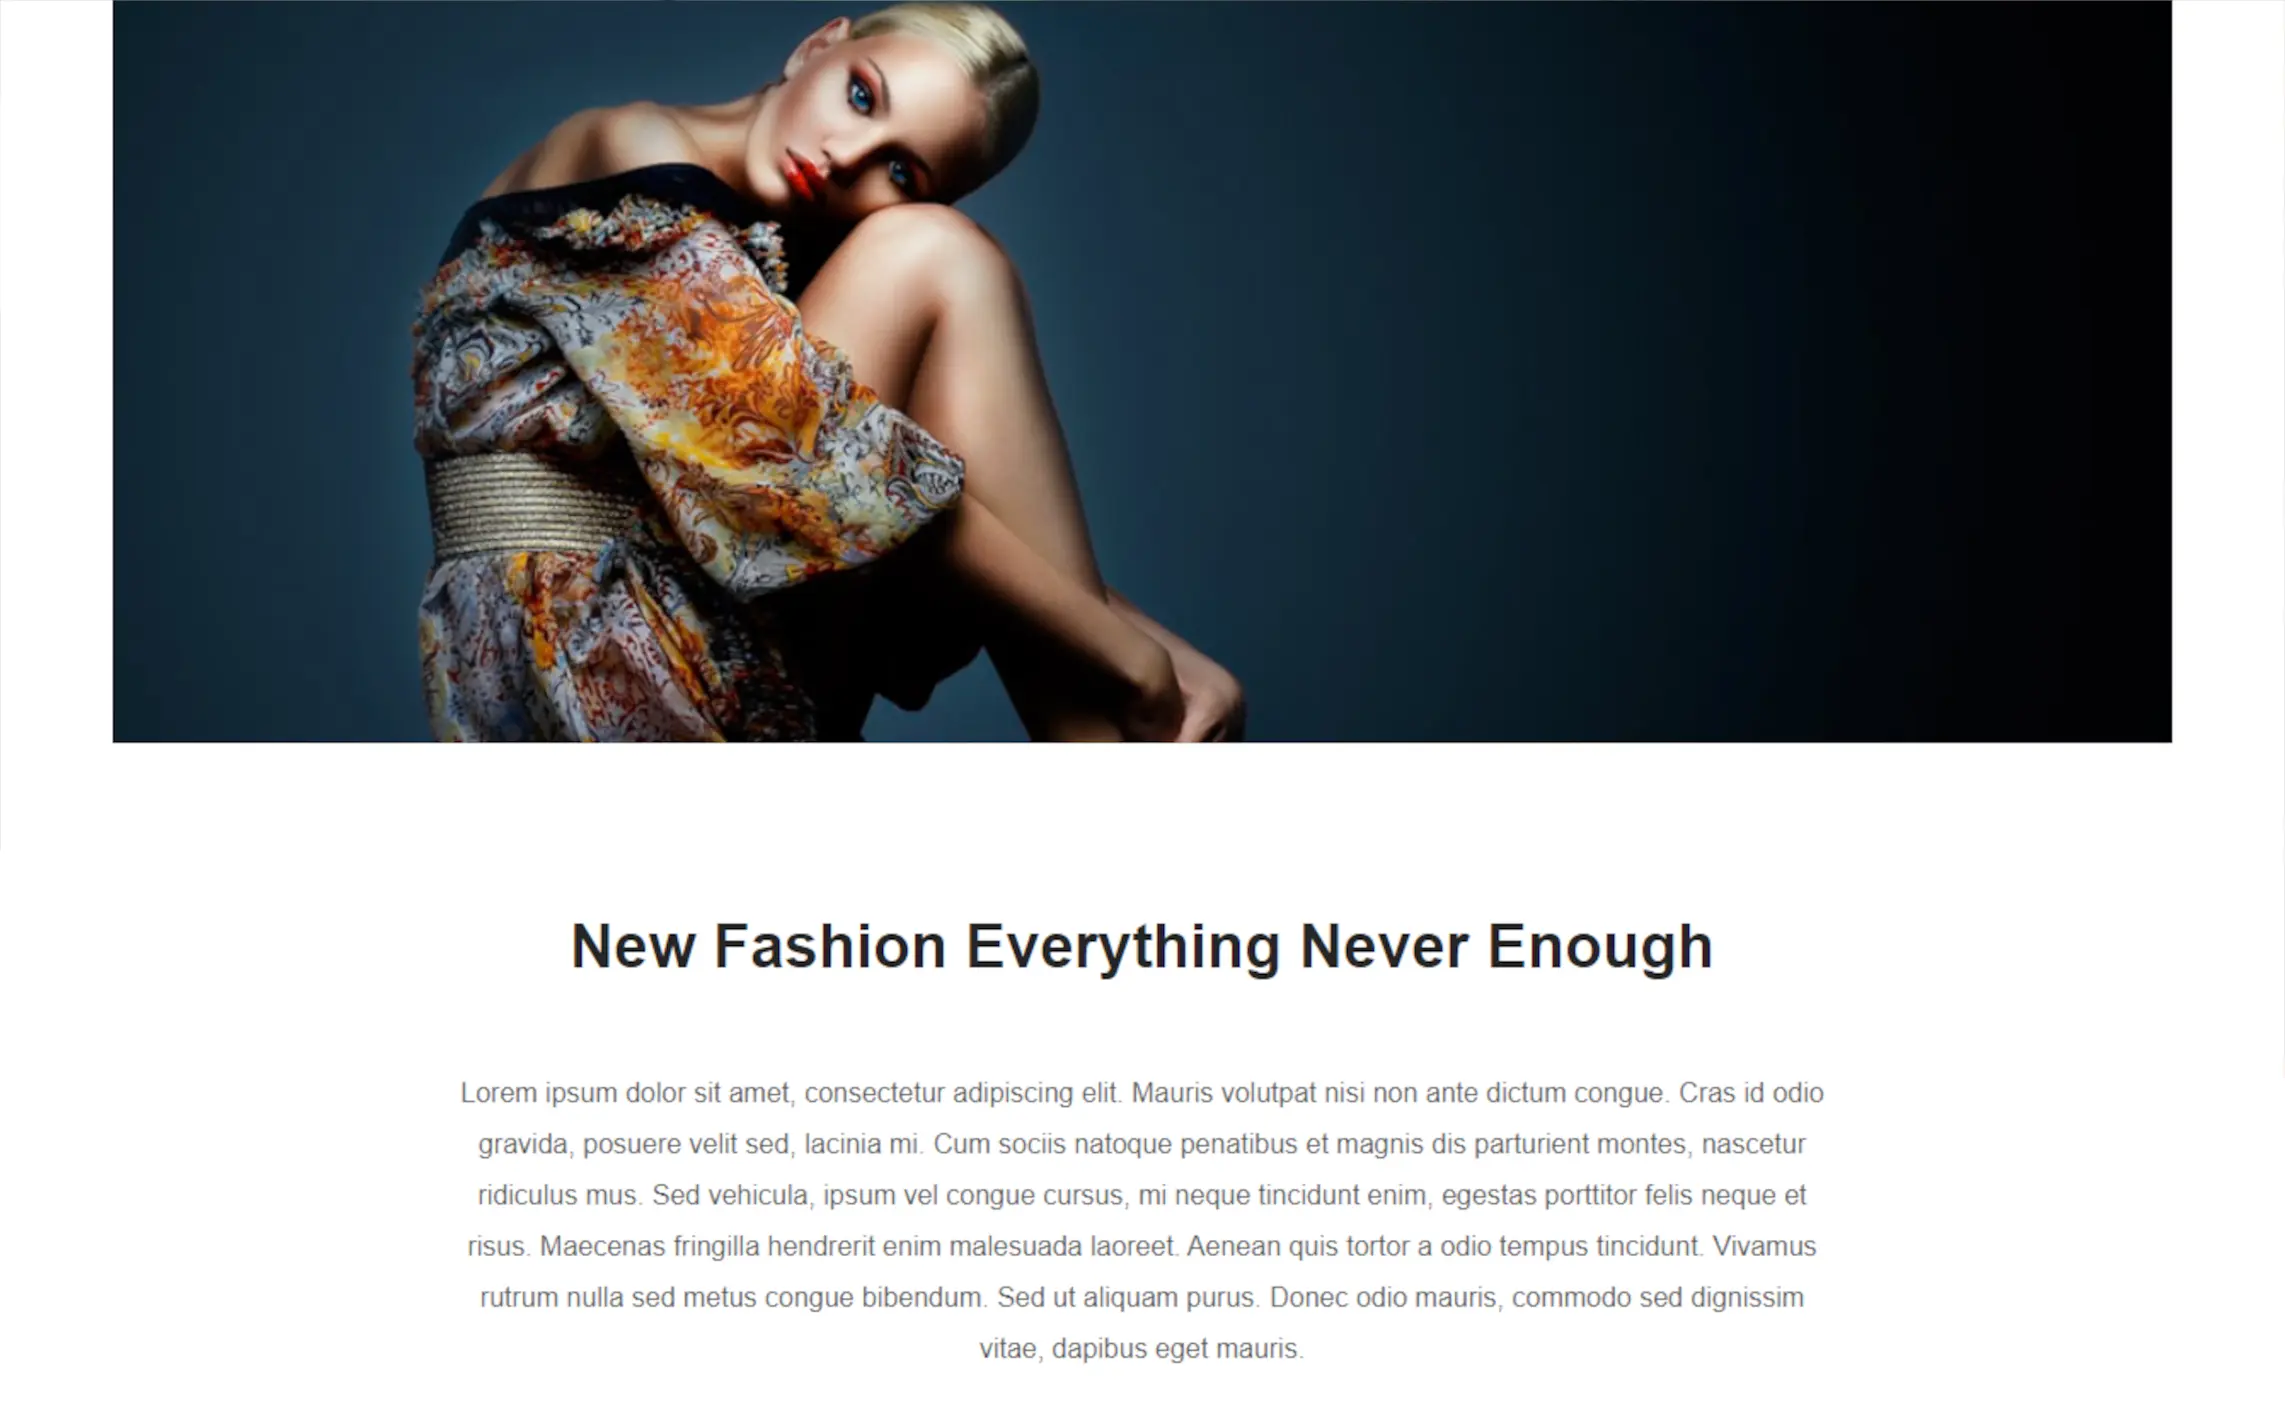 New Fashion Everything Never Enough
Lorem ipsum dolor sit amet, consectetur adipiscing elit. Mauris volutpat nisi non ante dictum congue. Cras id odio
gravida, posuere velit sed, lacinia mi. Cum sociis natoque penatibus et magnis dis parturient montes, nascetur
ridiculus mus. Sed vehicula, ipsum vel congue cursus, mi neque tincidunt enim, egestas porttitor felis neque et
risus. Maecenas fringilla hendrerit enim malesuada laoreet. Aenean quis tortor a odio tempus tincidunt. Vivamus
rutrum nulla sed metus congue bibendum. Sed ut aliquam purus. Donec odio mauris, commodo sed dignissim
vitae, dapibus eget mauris.